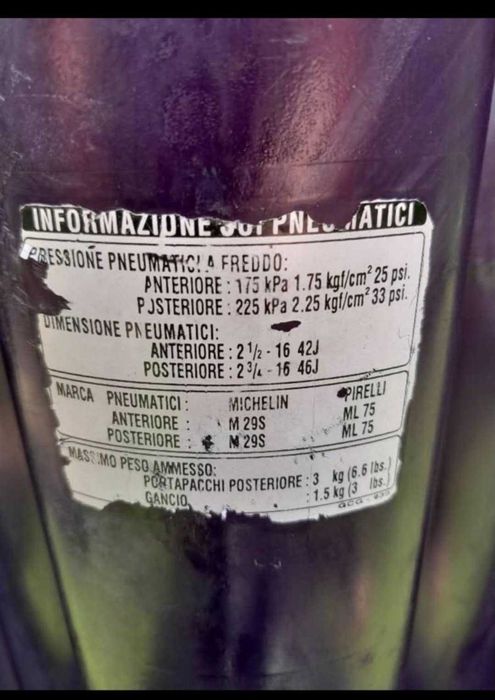 INFORMAZIONE SUI PNEUMATICI
PRESSIONE PNEUMATICI A FREDDO:
ANTERIORE : 175 kPa 1.75 kgf/cm² 25 psi.
POSTERIORE : 225 kPa 2.25 kgf/cm² 33 psi.
DIMENSIONE PNEUMATICI:
ANTERIORE : 2 1/2 - 16 42J
POSTERIORE : 2 3/4 - 16 46J
MARCA PNEUMATICI : MICHELIN PIRELLI
ANTERIORE : M 29S ML 75
POSTERIORE : M 29S ML 75
MASSIMO PESO AMMESSO:
PORTAPACCHI POSTERIORE : 3 kg (6.6 lbs.)
GANCIO : 1.5 kg (3 lbs.)